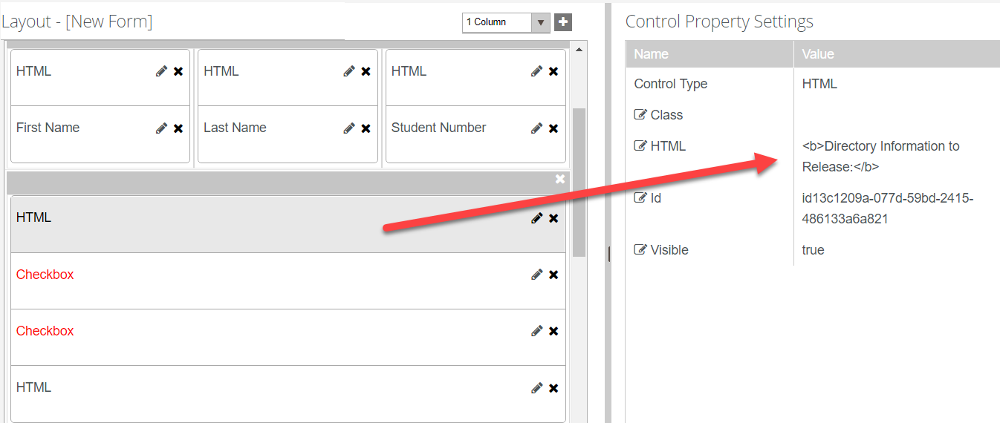 Layout - [New Form]
1 Column
HTML
HTML
HTML
First Name
Last Name
Student Number
HTML
Checkbox
Checkbox
HTML
Control Property Settings
Name
Value
Control Type
HTML
Class
HTML
<b>Directory Information to
Release:</b>
Id
id13c1209a-077d-59bd-2415-
486133a6a821
Visible
true